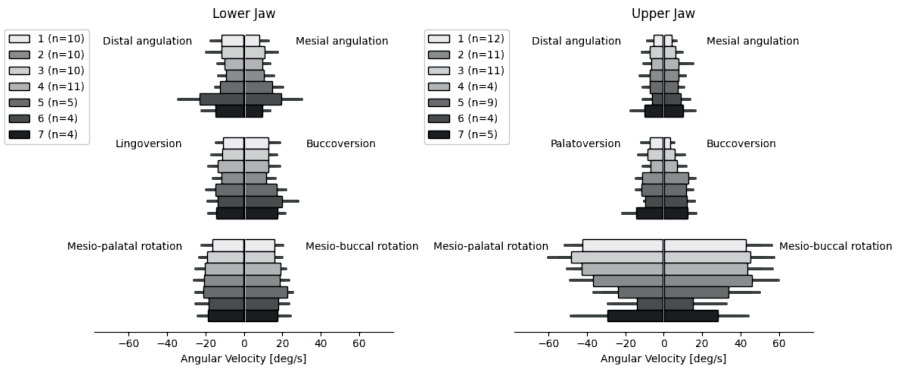 Lower Jaw
1 (n=10)
2 (n=10)
3 (n=10)
4 (n=11)
5 (n=5)
6 (n=4)
7 (n=4)
Distal angulation
Mesial angulation
Lingoversion
Buccoversion
Mesio-palatal rotation
Mesio-buccal rotation
−60 −40 −20 0 20 40 60
Angular Velocity [deg/s]
Upper Jaw
1 (n=12)
2 (n=11)
3 (n=11)
4 (n=4)
5 (n=9)
6 (n=4)
7 (n=5)
Distal angulation
Mesial angulation
Palatoversion
Buccoversion
Mesio-palatal rotation
Mesio-buccal rotation
−60 −40 −20 0 20 40 60
Angular Velocity [deg/s]